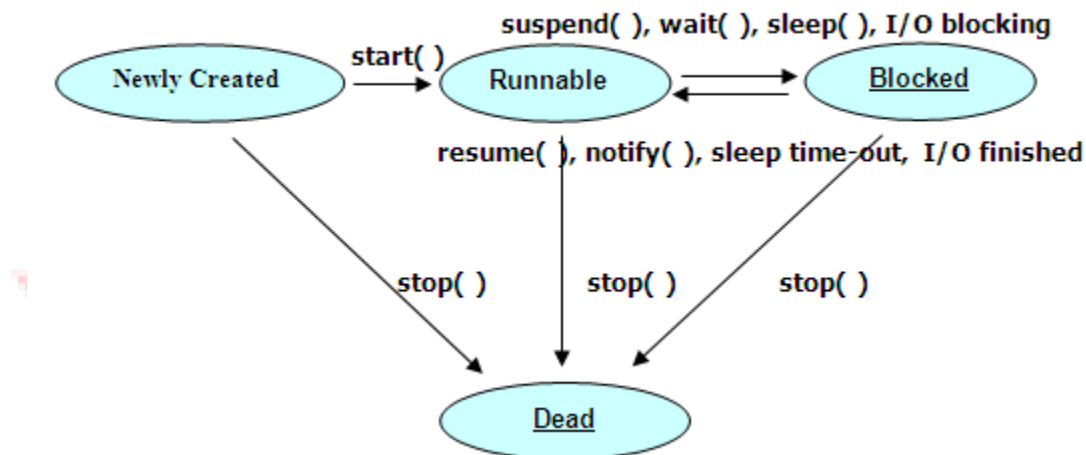 suspend( ), wait( ), sleep( ), I/O blocking
start( )
Newly Created
Runnable
Blocked
resume( ), notify( ), sleep time-out, I/O finished
stop( )
stop( )
stop( )
Dead